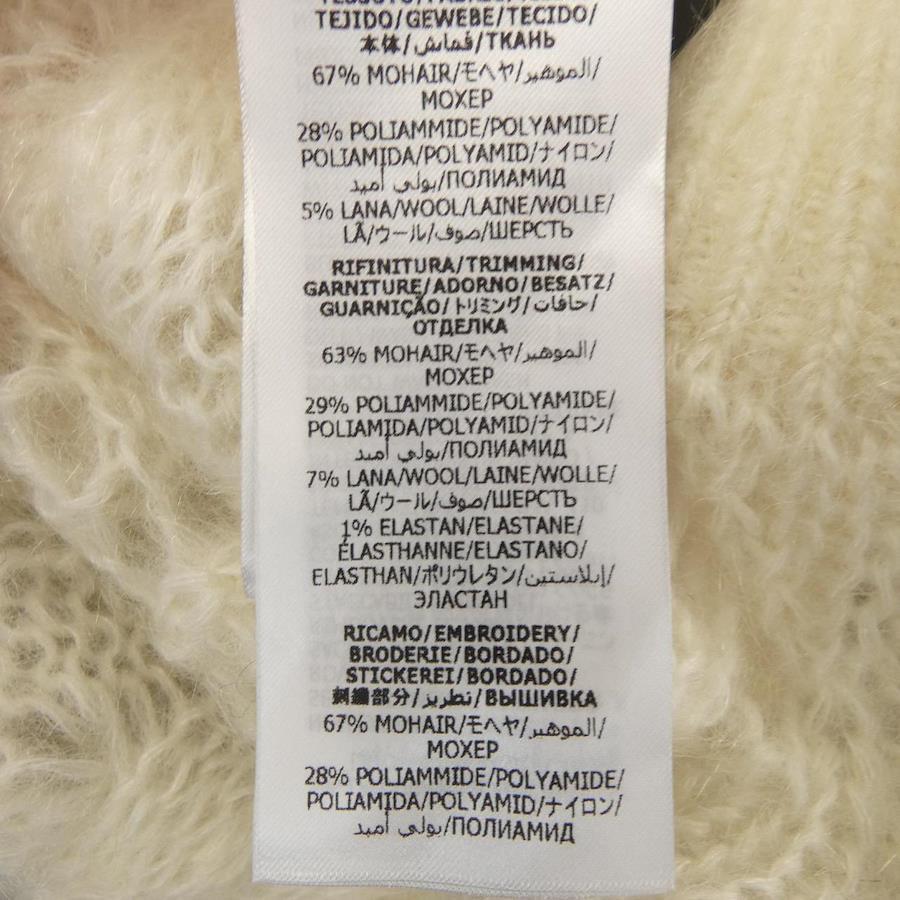 TESSUTO/FABRIC/
TEJIDO/GEWEBE/TECIDO/
本体/قماش/ТКАНЬ
67% MOHAIR/モヘヤ/الموهير/
МОХЕР
28% POLIAMMIDE/POLYAMIDE/
POLIAMIDA/POLYAMID/ナイロン/
بولي أميد/ПОЛИАМИД
5% LANA/WOOL/LAINE/WOLLE/
LÃ/ウール/صوف/ШЕРСТЬ
RIFINITURA/TRIMMING/
GARNITURE/ADORNO/BESATZ/
GUARNIÇÃO/トリミング/حافات/
ОТДЕЛКА
63% MOHAIR/モヘヤ/الموهير/
МОХЕР
29% POLIAMMIDE/POLYAMIDE/
POLIAMIDA/POLYAMID/ナイロン/
بولي أميد/ПОЛИАМИД
7% LANA/WOOL/LAINE/WOLLE/
LÃ/ウール/صوف/ШЕРСТЬ
1% ELASTAN/ELASTANE/
ÉLASTHANNE/ELASTANO/
ELASTHAN/ポリウレタン/إيلاستين/
ЭЛАСТАН
RICAMO/EMBROIDERY/
BRODERIE/BORDADO/
STICKEREI/BORDADO/
刺繍部分/تطريز/ВЫШИВКА
67% MOHAIR/モヘヤ/الموهير/
МОХЕР
28% POLIAMMIDE/POLYAMIDE/
POLIAMIDA/POLYAMID/ナイロン/
بولي أميد/ПОЛИАМИД